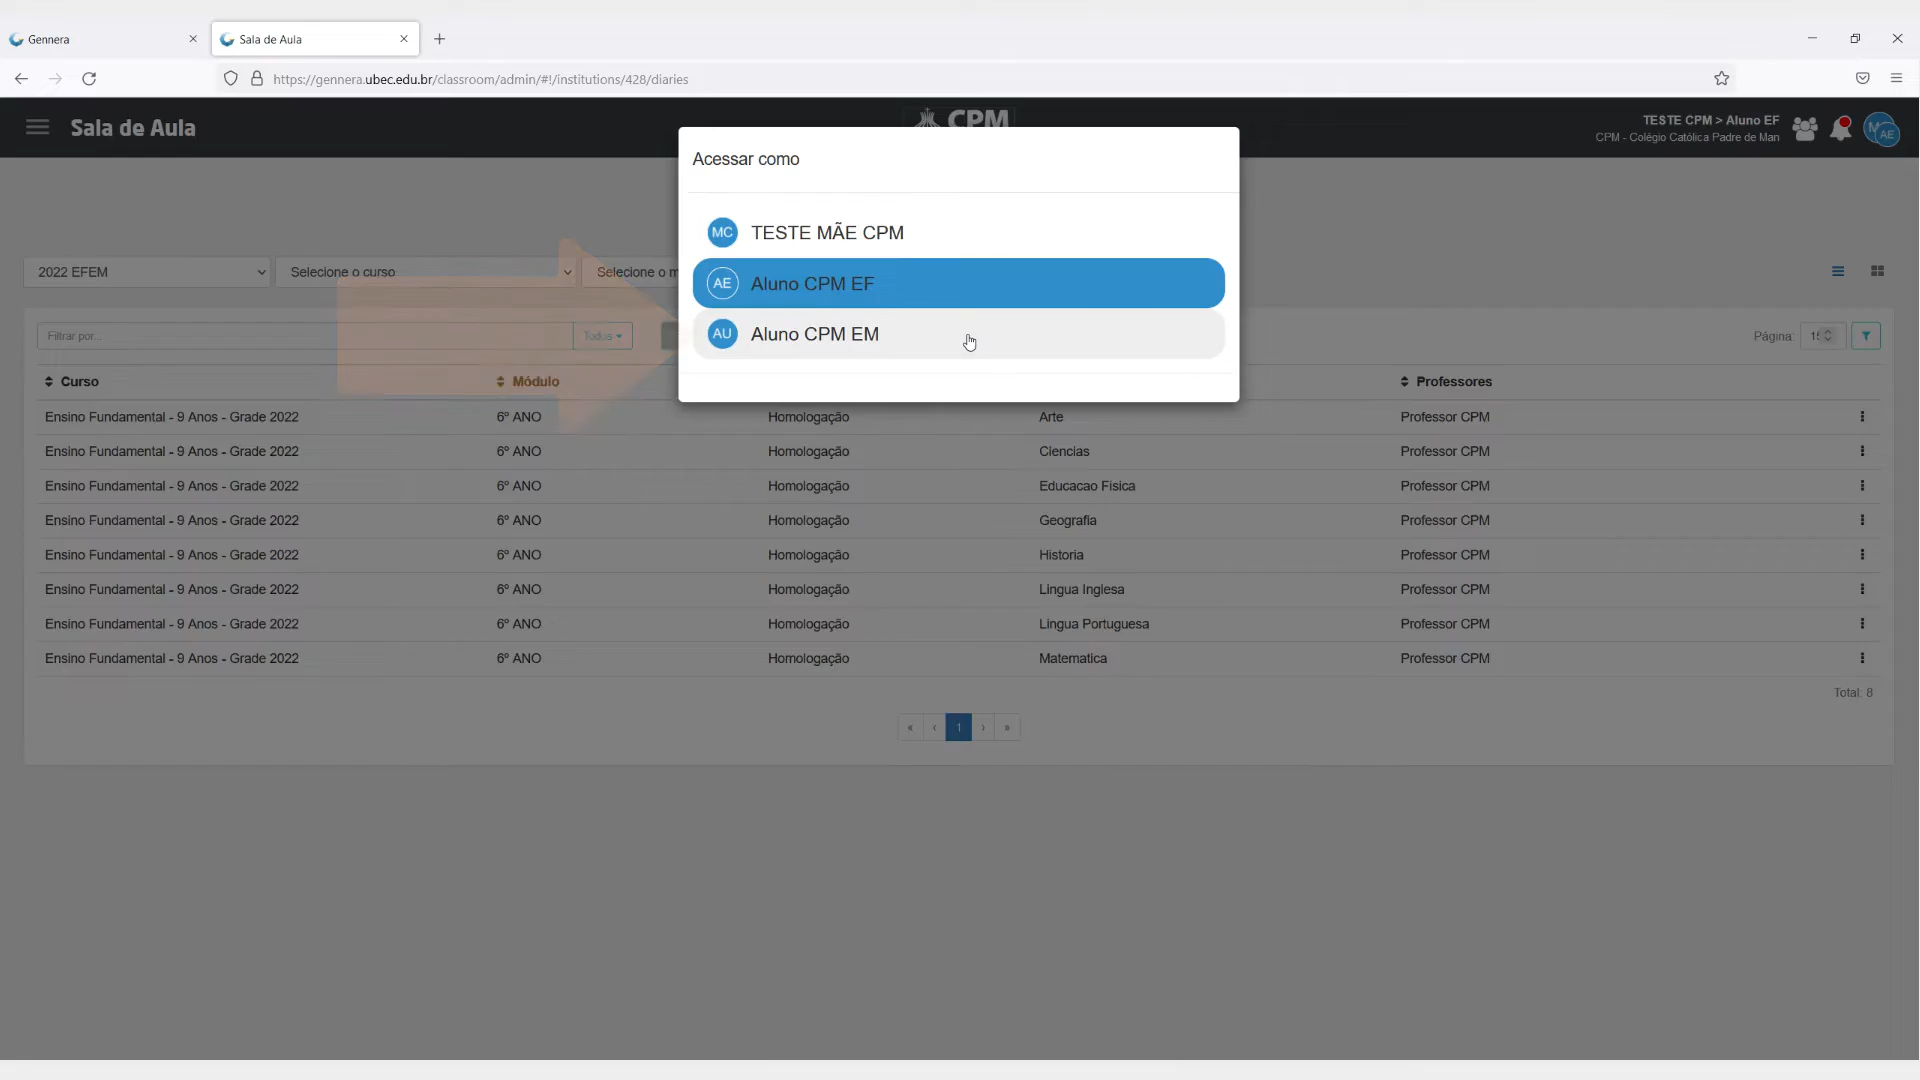 Gennera
Sala de Aula
https://gennera.ubec.edu.br/classroom/admin/#!/institutions/428/diaries
Sala de Aula
CPM
TESTE CPM > Aluno EF
CPM - Colégio Católica Padre de Man
AE
Acessar como
MC TESTE MÃE CPM
AE Aluno CPM EF
AU Aluno CPM EM
2022 EFEM
Selecione o curso
Selecione o m
Filtrar por...
Todos
Página: 15
Curso Módulo Professores
Ensino Fundamental - 9 Anos - Grade 2022 6º ANO Homologação Arte Professor CPM
Ensino Fundamental - 9 Anos - Grade 2022 6º ANO Homologação Ciencias Professor CPM
Ensino Fundamental - 9 Anos - Grade 2022 6º ANO Homologação Educacao Fisica Professor CPM
Ensino Fundamental - 9 Anos - Grade 2022 6º ANO Homologação Geografia Professor CPM
Ensino Fundamental - 9 Anos - Grade 2022 6º ANO Homologação Historia Professor CPM
Ensino Fundamental - 9 Anos - Grade 2022 6º ANO Homologação Lingua Inglesa Professor CPM
Ensino Fundamental - 9 Anos - Grade 2022 6º ANO Homologação Lingua Portuguesa Professor CPM
Ensino Fundamental - 9 Anos - Grade 2022 6º ANO Homologação Matematica Professor CPM
Total: 8
« ‹ 1 › »